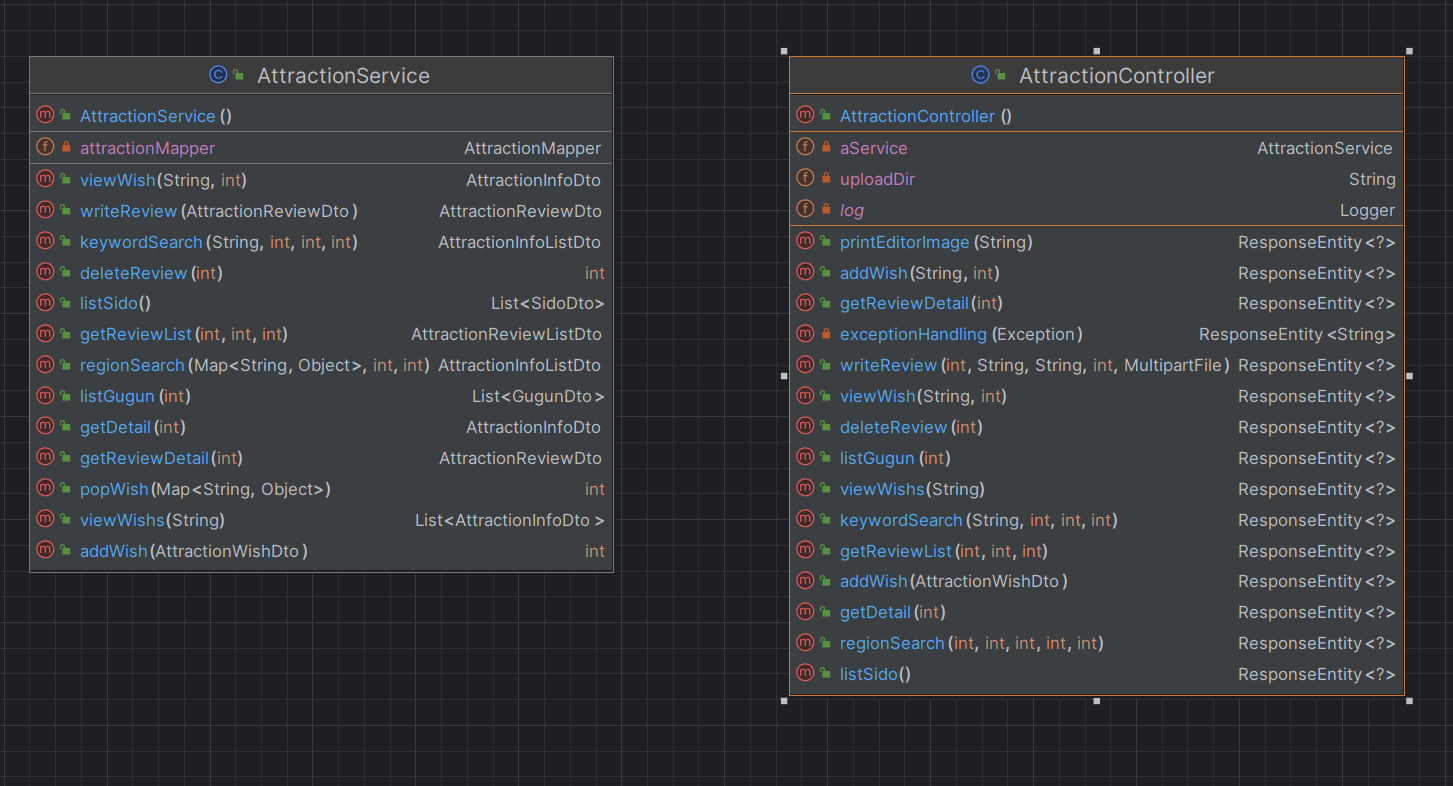 AttractionService
AttractionService()
attractionMapper AttractionMapper
viewWish(String, int) AttractionInfoDto
writeReview(AttractionReviewDto) AttractionReviewDto
keywordSearch(String, int, int, int) AttractionInfoListDto
deleteReview(int) int
listSido() List<SidoDto>
getReviewList(int, int, int) AttractionReviewListDto
regionSearch(Map<String, Object>, int, int) AttractionInfoListDto
listGugun(int) List<GugunDto>
getDetail(int) AttractionInfoDto
getReviewDetail(int) AttractionReviewDto
popWish(Map<String, Object>) int
viewWishs(String) List<AttractionInfoDto>
addWish(AttractionWishDto) int
AttractionController
AttractionController()
aService AttractionService
uploadDir String
log Logger
printEditorImage(String) ResponseEntity<?>
addWish(String, int) ResponseEntity<?>
getReviewDetail(int) ResponseEntity<?>
exceptionHandling(Exception) ResponseEntity<String>
writeReview(int, String, String, int, MultipartFile) ResponseEntity<?>
viewWish(String, int) ResponseEntity<?>
deleteReview(int) ResponseEntity<?>
listGugun(int) ResponseEntity<?>
viewWishs(String) ResponseEntity<?>
keywordSearch(String, int, int, int) ResponseEntity<?>
getReviewList(int, int, int) ResponseEntity<?>
addWish(AttractionWishDto) ResponseEntity<?>
getDetail(int) ResponseEntity<?>
regionSearch(int, int, int, int, int) ResponseEntity<?>
listSido() ResponseEntity<?>